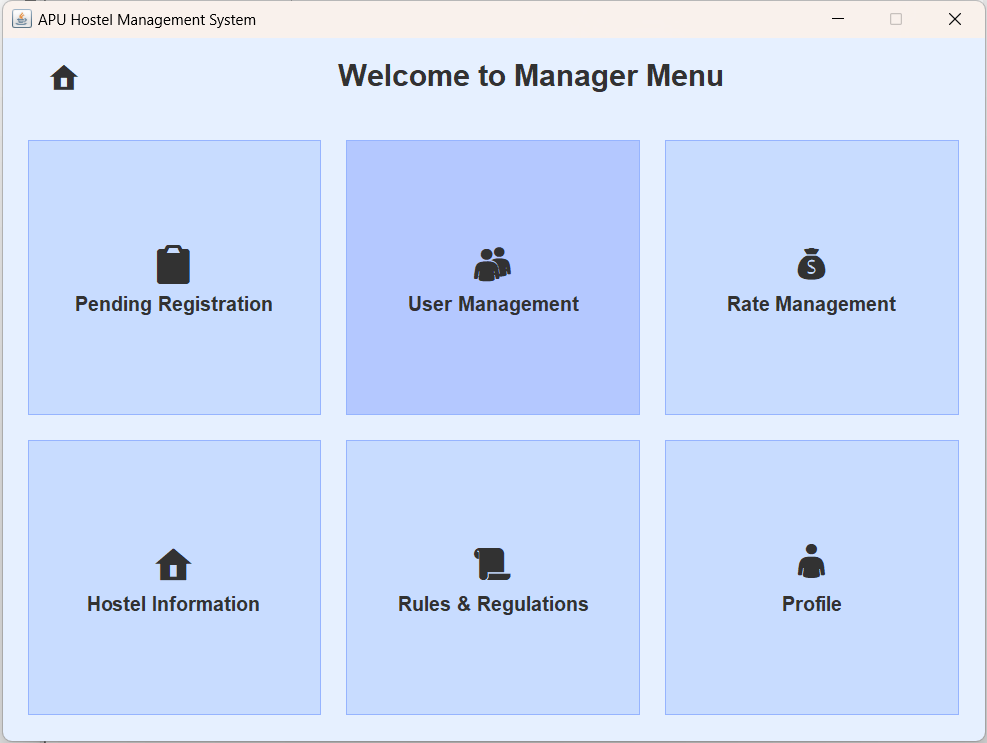 APU Hostel Management System
Welcome to Manager Menu
Pending Registration
User Management
S
Rate Management
Hostel Information
Rules & Regulations
Profile